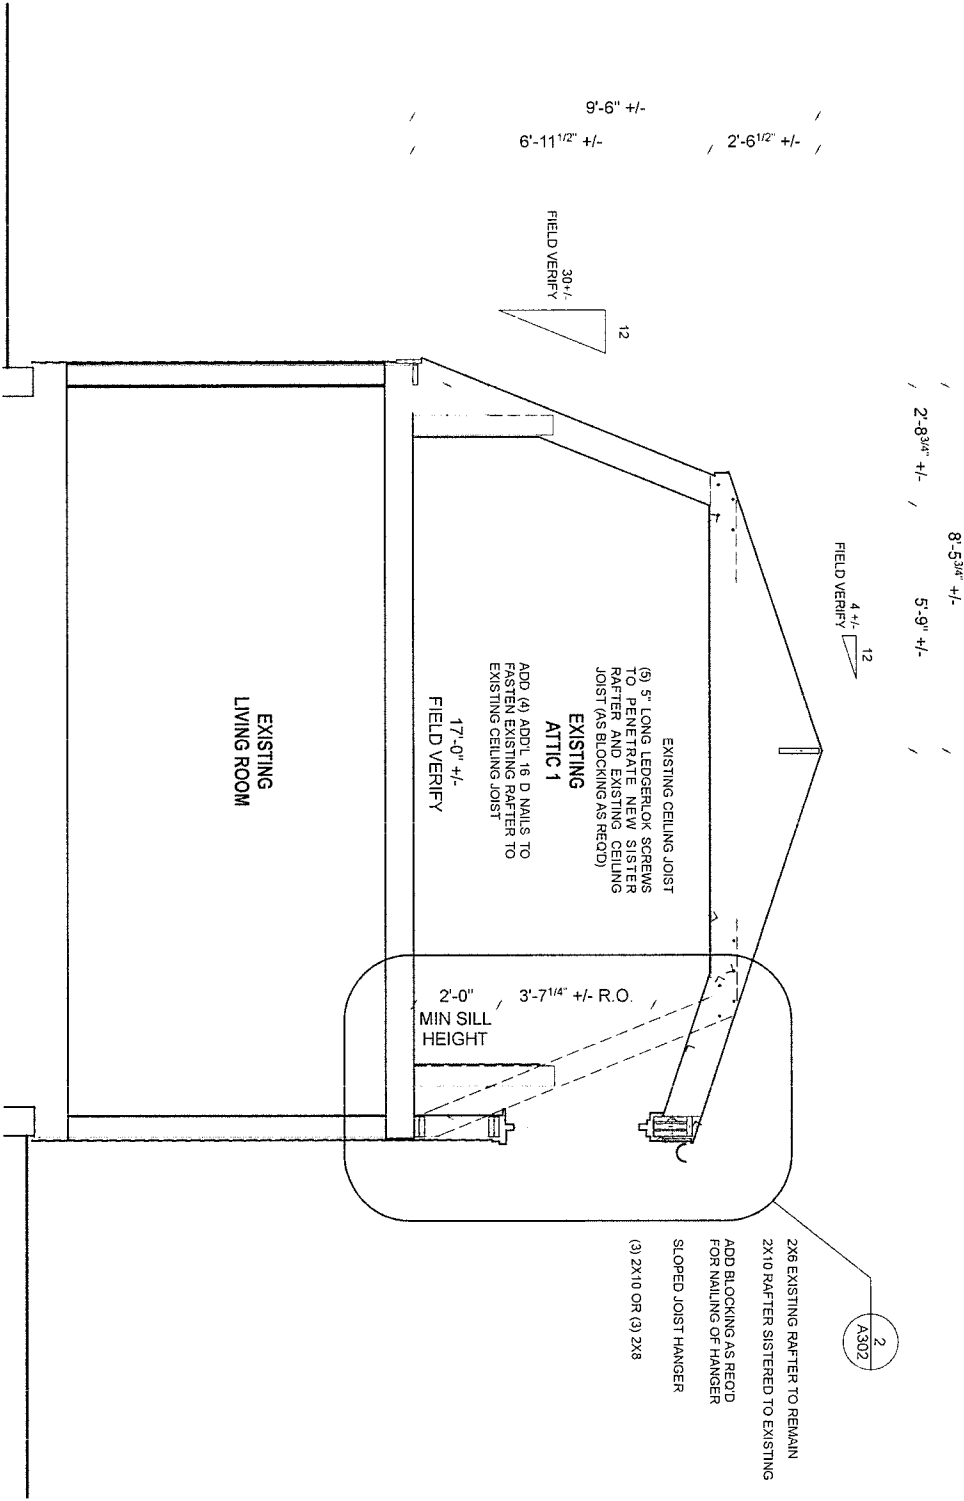 9'-6" +/-
6'-11 1/2" +/-
2'-6 1/2" +/-
30+/-
FIELD VERIFY
12
2'-8 3/4" +/-
8'-5 3/4" +/-
5'-9" +/-
4 +/-
FIELD VERIFY
12
EXISTING CEILING JOIST
(5) 5" LONG LEDGERLOK SCREWS
TO PENETRATE NEW SISTER
RAFTER AND EXISTING CEILING
JOIST (AS BLOCKING AS REQ'D)
EXISTING
ATTIC 1
ADD (4) ADD'L 16 D NAILS TO
FASTEN EXISTING RAFTER TO
EXISTING CEILING JOIST
17'-0" +/-
FIELD VERIFY
EXISTING
LIVING ROOM
2'-0"
MIN SILL
HEIGHT
3'-7 1/4" +/- R.O.
2
A302
2X6 EXISTING RAFTER TO REMAIN
2X10 RAFTER SISTERED TO EXISTING
ADD BLOCKING AS REQ'D
FOR NAILING OF HANGER
SLOPED JOIST HANGER
(3) 2X10 OR (3) 2X8